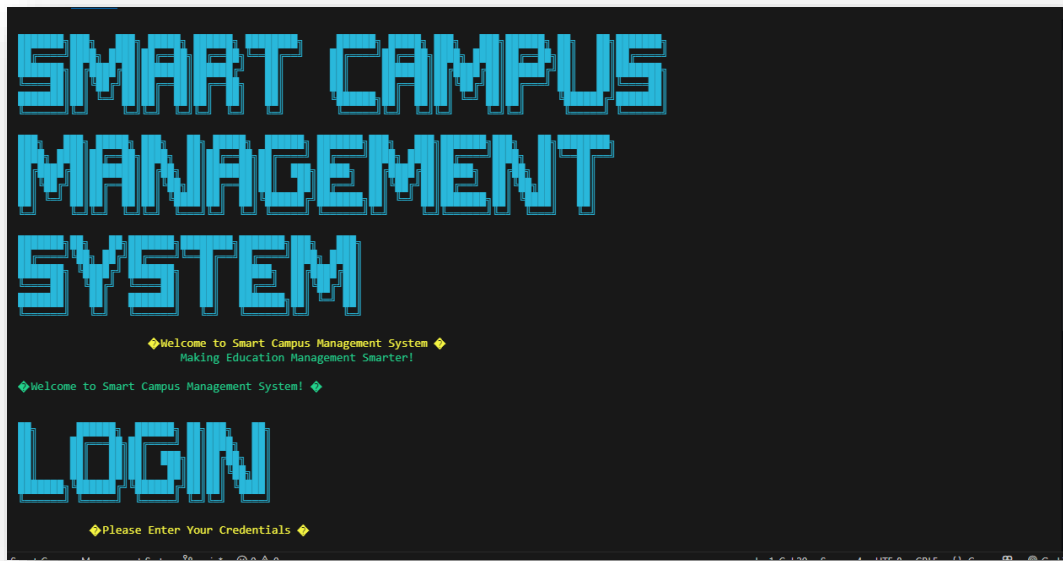 SMART CAMPUS
MANAGEMENT
SYSTEM
�Welcome to Smart Campus Management System �
Making Education Management Smarter!
�Welcome to Smart Campus Management System! �
LOGIN
�Please Enter Your Credentials �